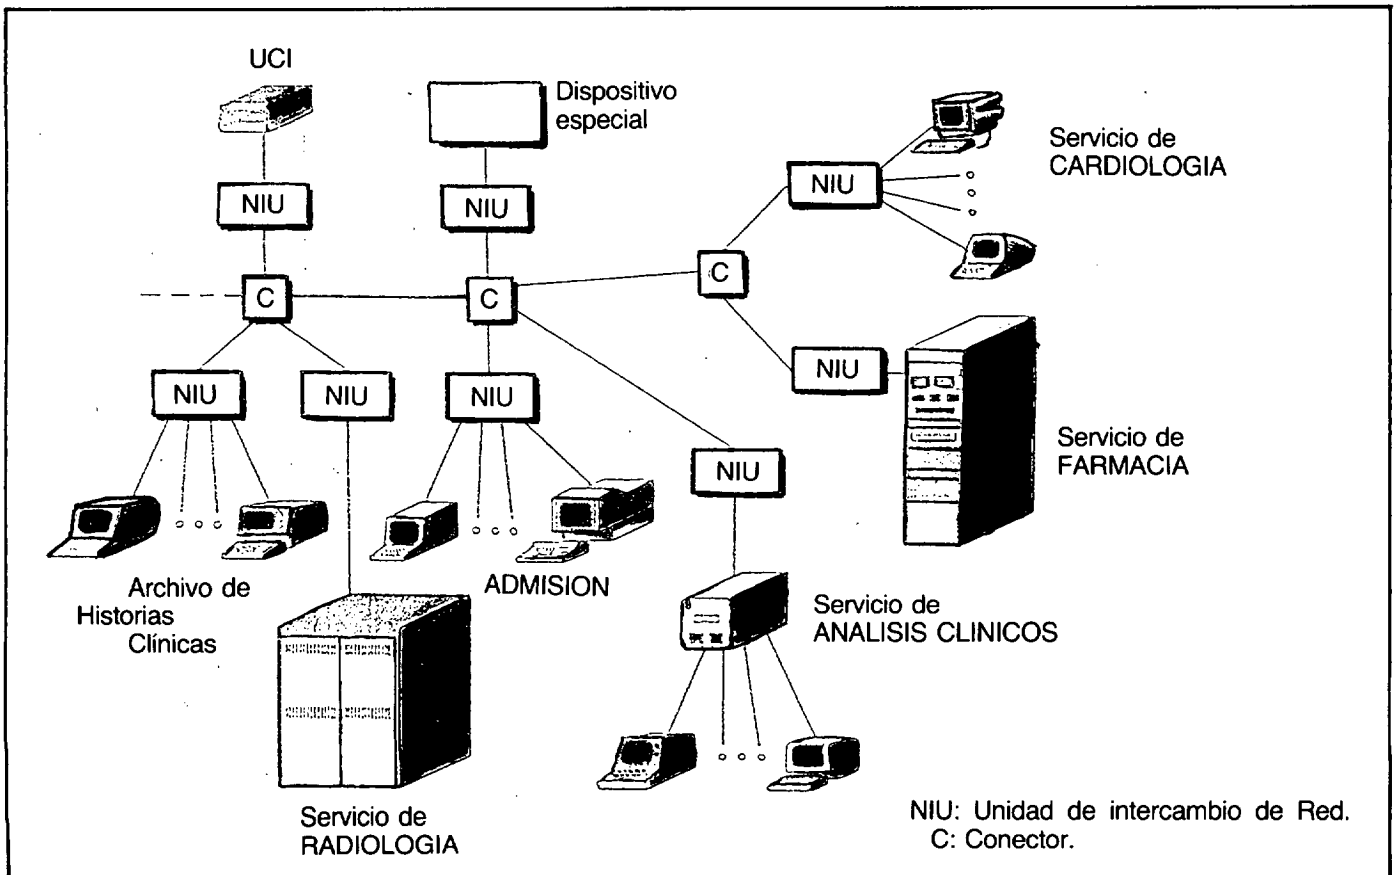 UCI
Dispositivo
especial
Servicio de
CARDIOLOGIA
NIU
NIU
NIU
C
C
C
NIU
NIU
NIU
NIU
NIU
Servicio de
FARMACIA
Archivo de
Historias
Clínicas
ADMISION
Servicio de
ANALISIS CLINICOS
Servicio de
RADIOLOGIA
NIU: Unidad de intercambio de Red.
C: Conector.